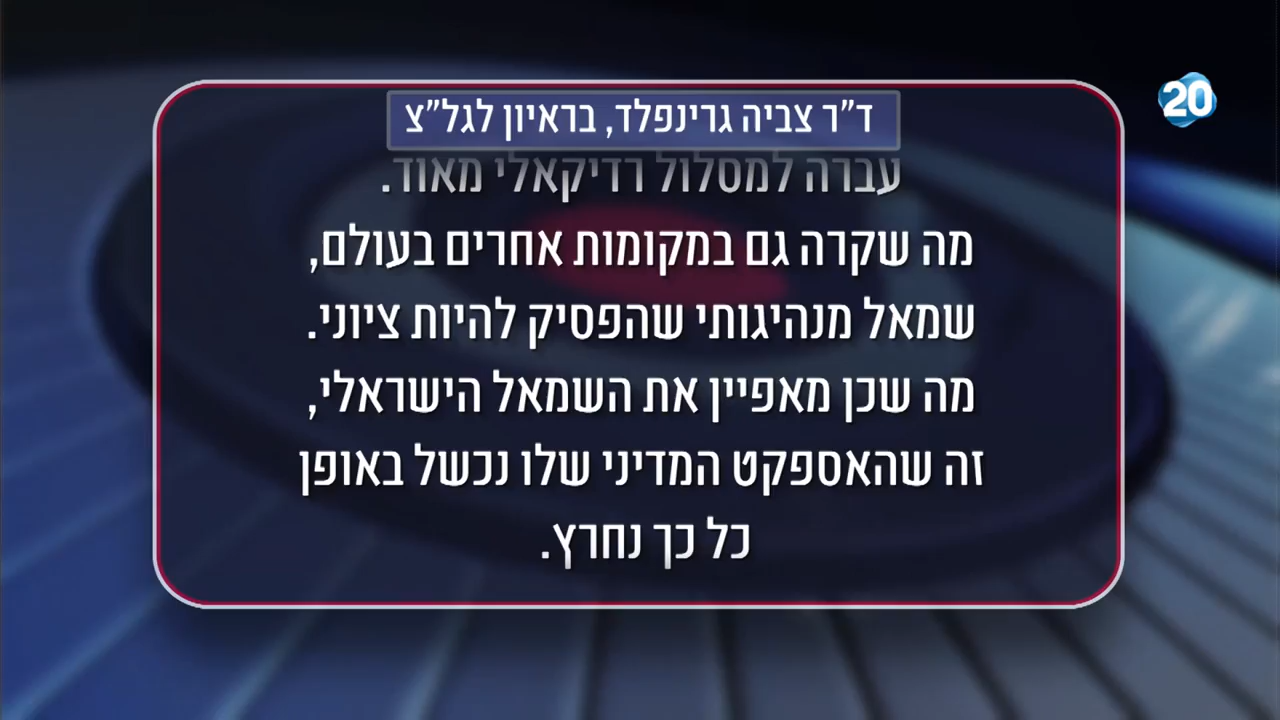 20
ד"ר צביה גרינפלד, בראיון לגל"צ
עברה למסלול רדיקאלי מאוד.
מה שקרה גם במקומות אחרים בעולם,
שמאל מנהיגותי שהפסיק להיות ציוני.
מה שכן מאפיין את השמאל הישראלי,
זה שהאספקט המדיני שלו נכשל באופן
כל כך נחרץ.